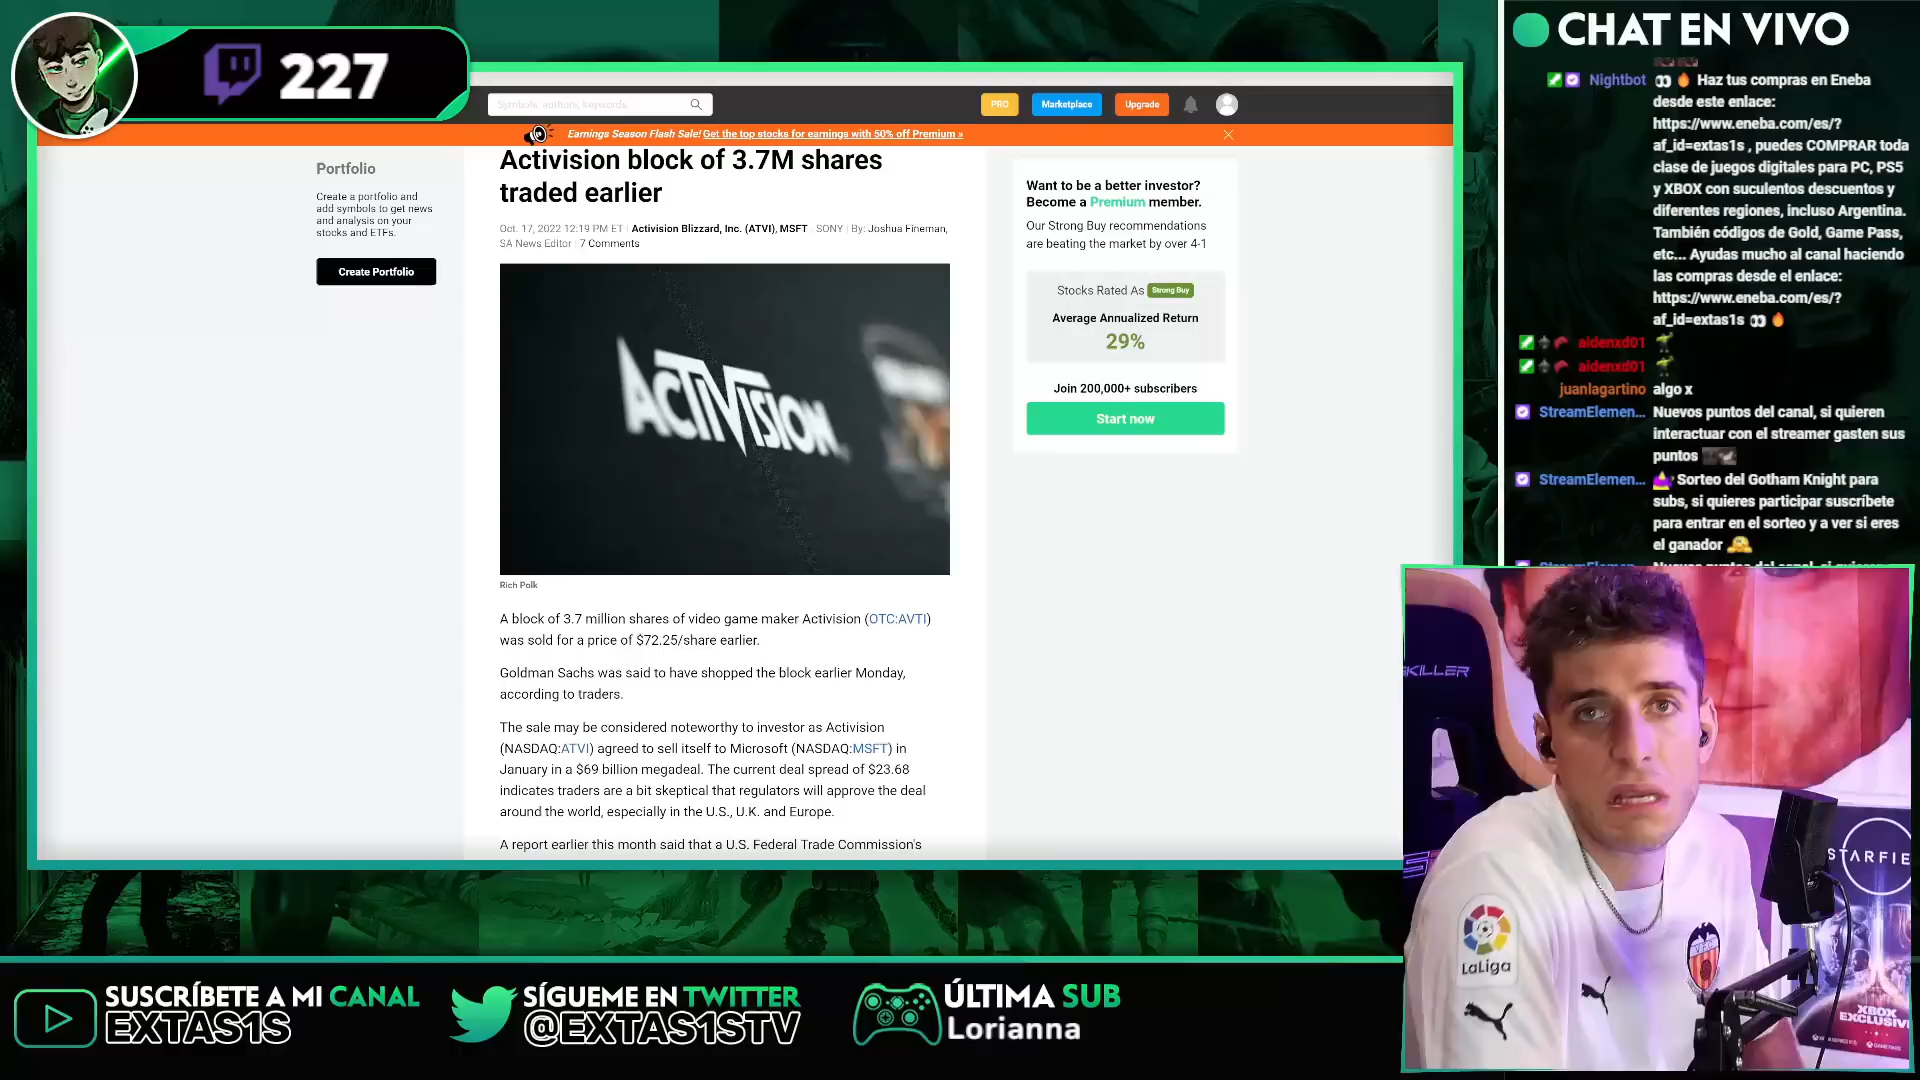 227
Symbols, authors, keywords
PRO
Marketplace
Upgrade
Earnings Season Flash Sale! Get the top stocks for earnings with 50% off Premium »
Portfolio
Create a portfolio and
add symbols to get news
and analysis on your
stocks and ETFs.
Create Portfolio
Activision block of 3.7M shares
traded earlier
Oct. 17, 2022 12:19 PM ET | Activision Blizzard, Inc. (ATVI), MSFT | SONY | By: Joshua Fineman,
SA News Editor | 7 Comments
ACTIVISION
Rich Polk
A block of 3.7 million shares of video game maker Activision (OTC:AVTI)
was sold for a price of $72.25/share earlier.
Goldman Sachs was said to have shopped the block earlier Monday,
according to traders.
The sale may be considered noteworthy to investor as Activision
(NASDAQ:ATVI) agreed to sell itself to Microsoft (NASDAQ:MSFT) in
January in a $69 billion megadeal. The current deal spread of $23.68
indicates traders are a bit skeptical that regulators will approve the deal
around the world, especially in the U.S., U.K. and Europe.
A report earlier this month said that a U.S. Federal Trade Commission's
Want to be a better investor?
Become a Premium member.
Our Strong Buy recommendations
are beating the market by over 4-1
Stocks Rated As Strong Buy
Average Annualized Return
29%
Join 200,000+ subscribers
Start now
CHAT EN VIVO
Nightbot Haz tus compras en Eneba
desde este enlace:
https://www.eneba.com/es/?
af_id=extas1s , puedes COMPRAR toda
clase de juegos digitales para PC, PS5
y XBOX con suculentos descuentos y
diferentes regiones, incluso Argentina.
También códigos de Gold, Game Pass,
etc... Ayudas mucho al canal haciendo
las compras desde el enlace:
https://www.eneba.com/es/?
af_id=extas1s
aidenxd01
aidenxd01
juanlagartino algo x
StreamElemen... Nuevos puntos del canal, si quieren
interactuar con el streamer gasten sus
puntos
StreamElemen... Sorteo del Gotham Knight para
subs, si quieres participar suscríbete
para entrar en el sorteo y a ver si eres
el ganador
SKILLER
STARFIE
LaLiga
XBOX
EXCLUSIV
SUSCRÍBETE A MI CANAL
EXTAS1S
SÍGUEME EN TWITTER
@EXTAS1STV
ÚLTIMA SUB
Lorianna